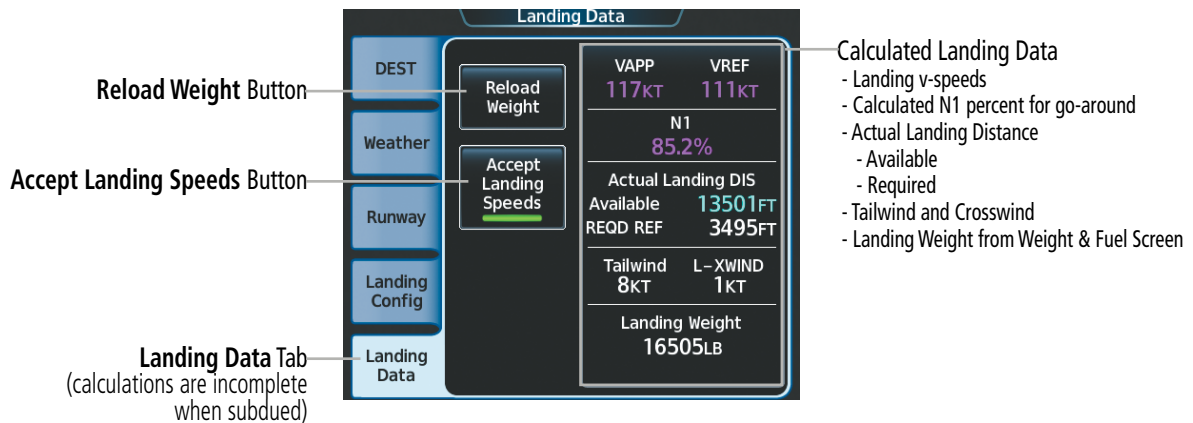 Landing Data
DEST
Weather
Runway
Landing
Config
Landing
Data
Reload
Weight
Accept
Landing
Speeds
VAPP VREF
117KT 111KT
N1
85.2%
Actual Landing DIS
Available 13501FT
REQD REF 3495FT
Tailwind L-XWIND
8KT 1KT
Landing Weight
16505LB
Reload Weight Button
Accept Landing Speeds Button
Landing Data Tab
(calculations are incomplete
when subdued)
Calculated Landing Data
- Landing v-speeds
- Calculated N1 percent for go-around
- Actual Landing Distance
- Available
- Required
- Tailwind and Crosswind
- Landing Weight from Weight & Fuel Screen